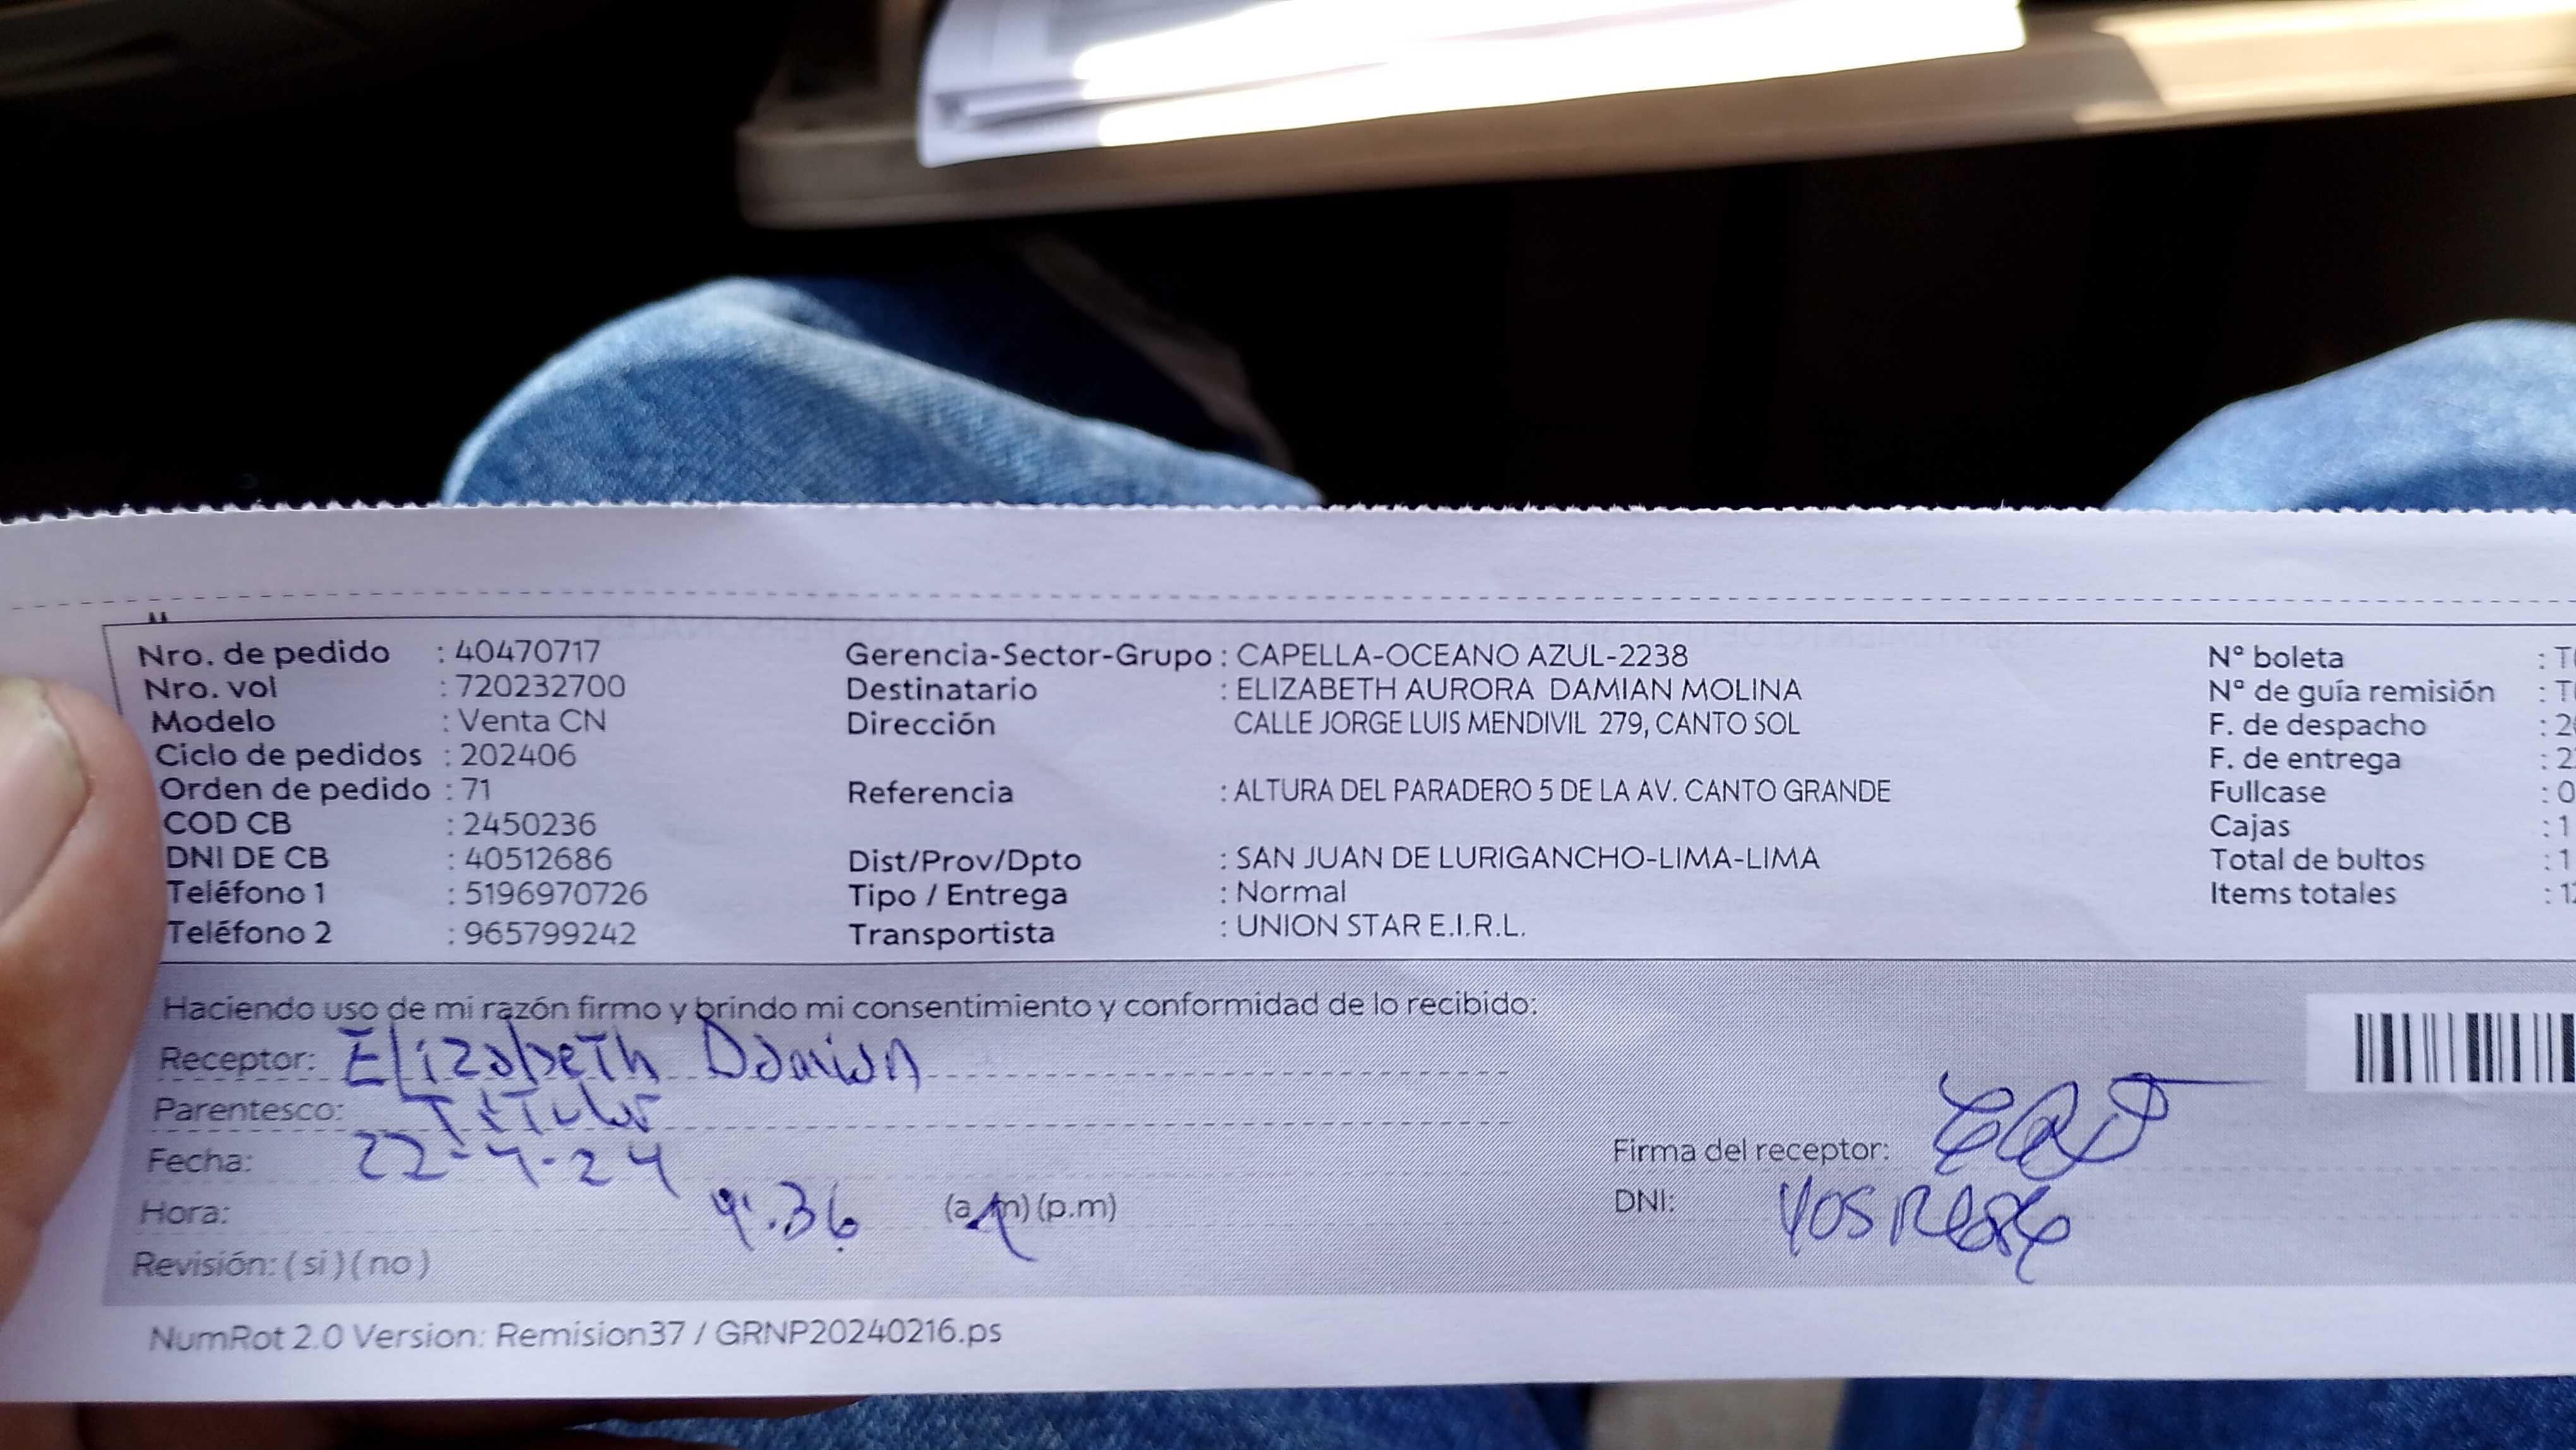 Nro. de pedido : 40470717
Nro. vol : 720232700
Modelo : Venta CN
Ciclo de pedidos : 202406
Orden de pedido : 71
COD CB : 2450236
DNI DE CB : 40512686
Teléfono 1 : 5196970726
Teléfono 2 : 965799242
Gerencia-Sector-Grupo : CAPELLA-OCEANO AZUL-2238
Destinatario : ELIZABETH AURORA DAMIAN MOLINA
Dirección CALLE JORGE LUIS MENDIVIL 279, CANTO SOL
Referencia : ALTURA DEL PARADERO 5 DE LA AV. CANTO GRANDE
Dist/Prov/Dpto : SAN JUAN DE LURIGANCHO-LIMA-LIMA
Tipo / Entrega : Normal
Transportista : UNION STAR E.I.R.L.
N° boleta :
N° de guía remisión :
F. de despacho :
F. de entrega :
Fullcase : 0
Cajas : 1
Total de bultos : 1
Items totales :
Haciendo uso de mi razón firmo y brindo mi consentimiento y conformidad de lo recibido:
Receptor: Elizabeth Damian
Parentesco: Titular
Fecha: 22-4-24
Hora: 9:36 (a.m) (p.m)
Revisión: ( si ) ( no )
Firma del receptor:
DNI:
NumRot 2.0 Version: Remision37 / GRNP20240216.ps